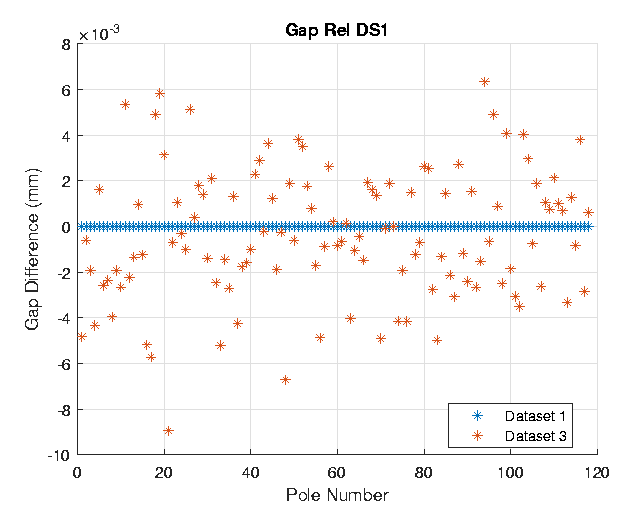 Gap Rel DS1
×10-3
8
6
4
2
0
-2
-4
-6
-8
-10
Gap Difference (mm)
0 20 40 60 80 100 120
Pole Number
Dataset 1
Dataset 3